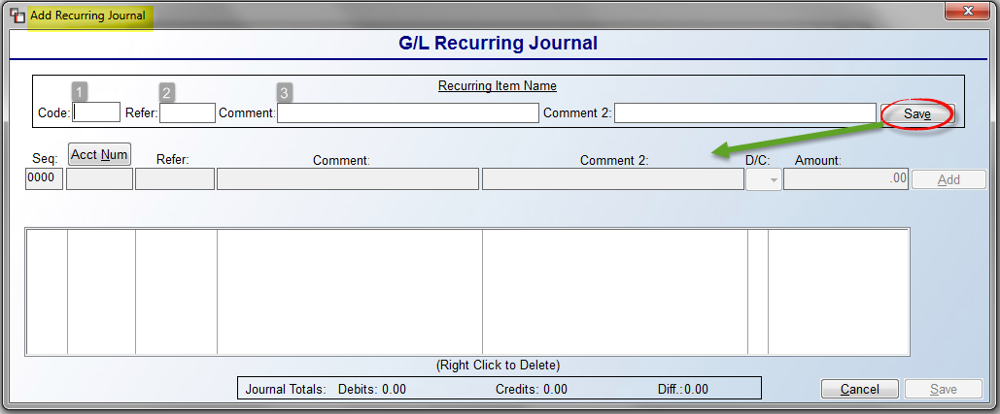 Add Recurring Journal
G/L Recurring Journal
Recurring Item Name
1 2 3
Code: Refer: Comment: Comment 2: Save
Seq: Acct Num Refer: Comment: Comment 2: D/C: Amount:
0000 .00 Add
(Right Click to Delete)
Journal Totals: Debits: 0.00 Credits: 0.00 Diff.:0.00 Cancel Save